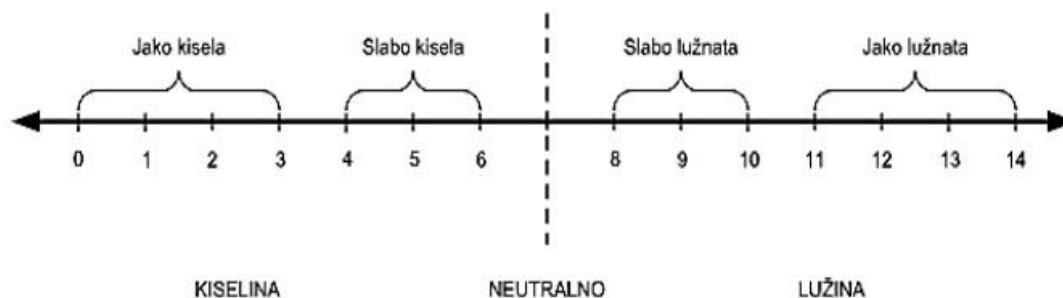 Jako kisela Slabo kisela Slabo lužnata Jako lužnata
0 1 2 3 4 5 6 8 9 10 11 12 13 14
KISELINA NEUTRALNO LUŽINA